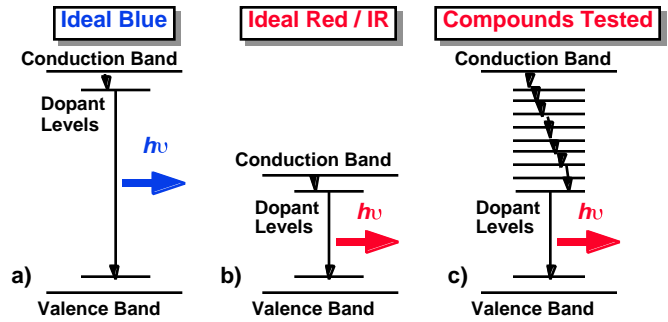 Ideal Blue
Conduction Band
Dopant
Levels
hυ
a)
Valence Band
Ideal Red / IR
Conduction Band
Dopant
Levels
hυ
b)
Valence Band
Compounds Tested
Conduction Band
Dopant
Levels
hυ
c)
Valence Band